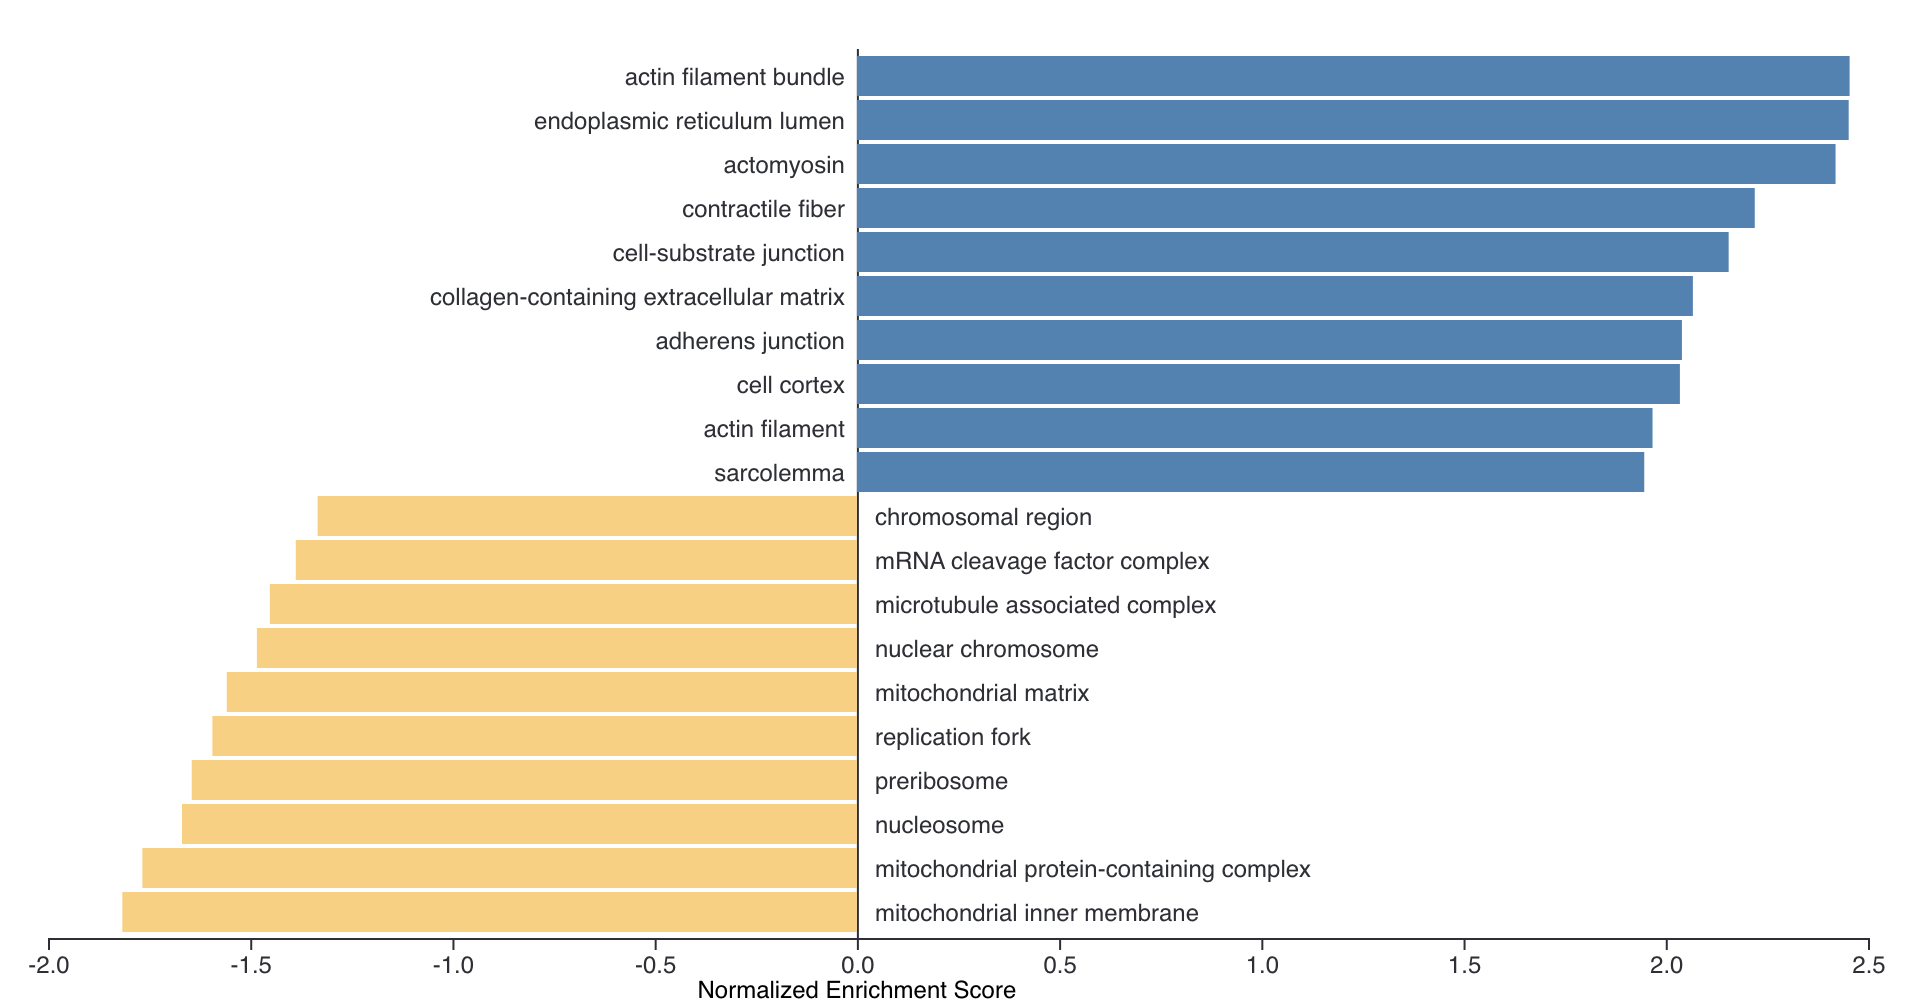 actin filament bundle
endoplasmic reticulum lumen
actomyosin
contractile fiber
cell-substrate junction
collagen-containing extracellular matrix
adherens junction
cell cortex
actin filament
sarcolemma
chromosomal region
mRNA cleavage factor complex
microtubule associated complex
nuclear chromosome
mitochondrial matrix
replication fork
preribosome
nucleosome
mitochondrial protein-containing complex
mitochondrial inner membrane
-2.0 -1.5 -1.0 -0.5 0.0 0.5 1.0 1.5 2.0 2.5
Normalized Enrichment Score